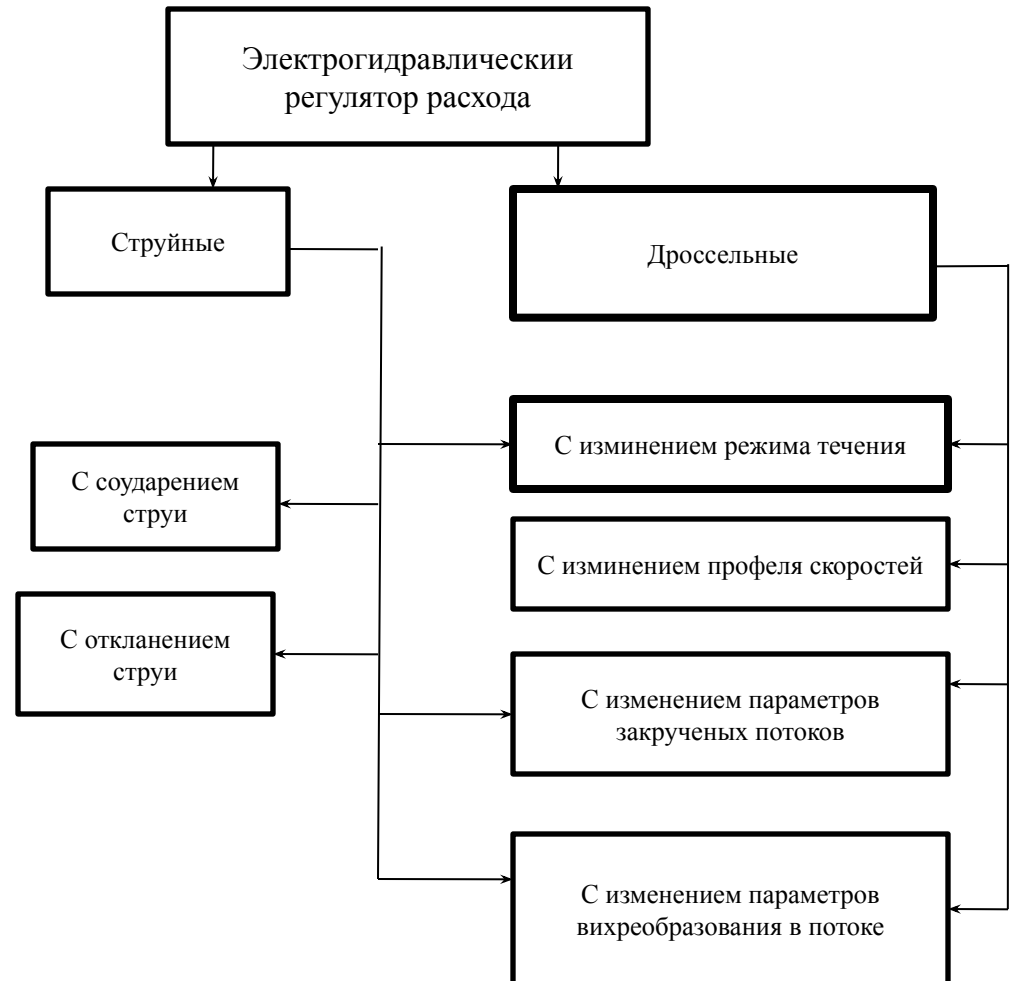 Электрогидравлическии
регулятор расхода
Струйные
Дроссельные
С изминением режима течения
С соударением
струи
С изминением профеля скоростей
С откланением
струи
С изменением параметров
закрученых потоков
С изменением параметров
вихреобразования в потоке